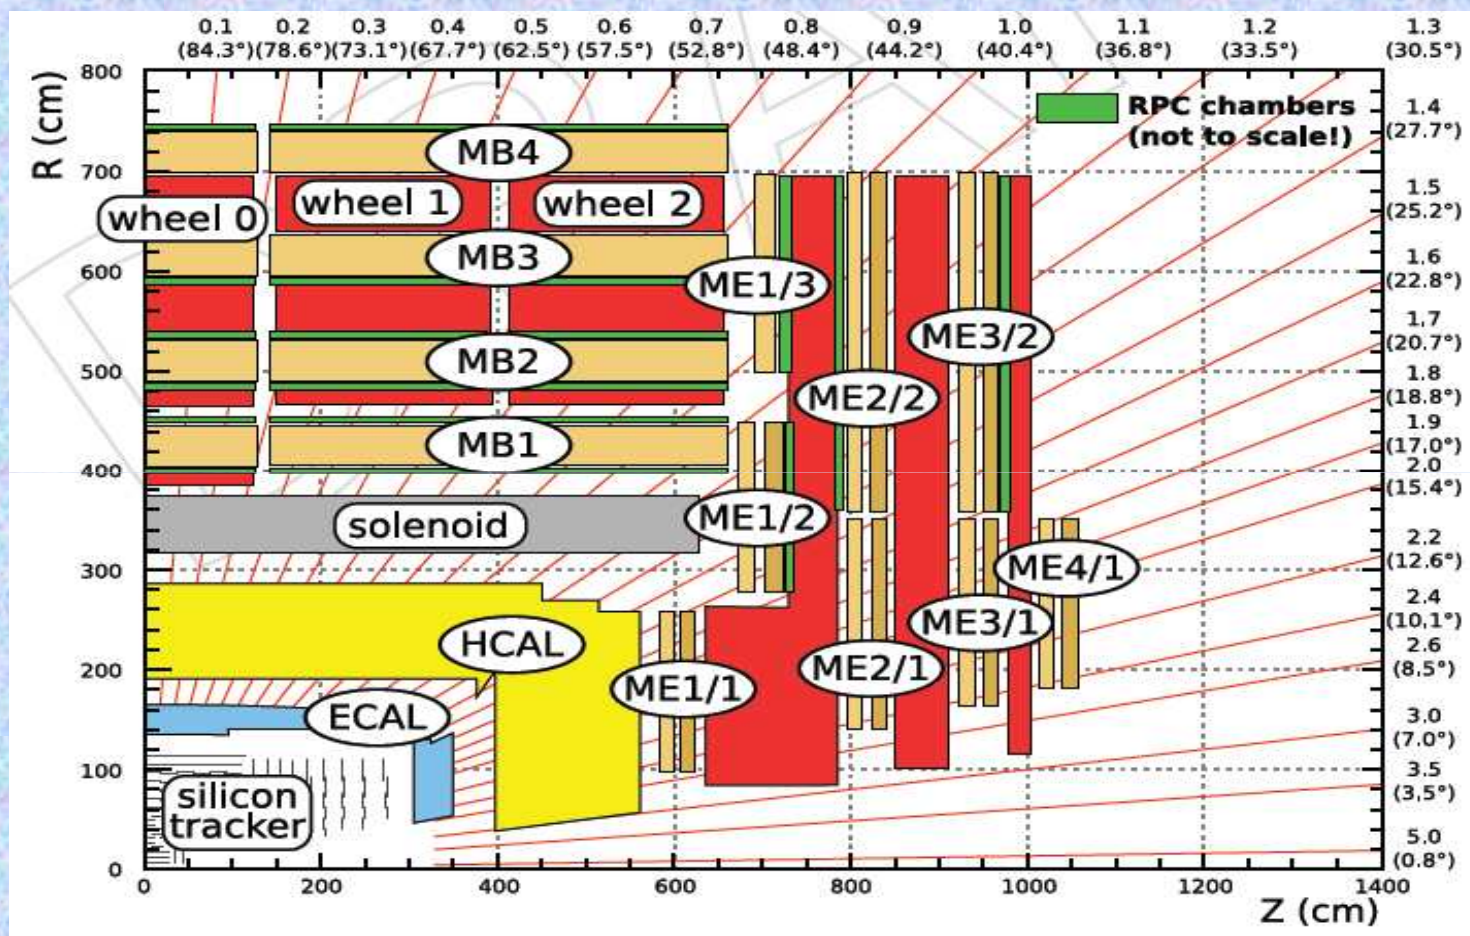 0.1 0.2 0.3 0.4 0.5 0.6 0.7 0.8 0.9 1.0 1.1 1.2 1.3
(84.3°) (78.6°) (73.1°) (67.7°) (62.5°) (57.5°) (52.8°) (48.4°) (44.2°) (40.4°) (36.8°) (33.5°) (30.5°)
R (cm)
800
700
600
500
400
300
200
100
0
RPC chambers
(not to scale!)
MB4
wheel 0
wheel 1
wheel 2
MB3
MB2
MB1
solenoid
HCAL
ECAL
silicon
tracker
ME1/3
ME1/2
ME1/1
ME2/2
ME2/1
ME3/2
ME3/1
ME4/1
1.4
(27.7°)
1.5
(25.2°)
1.6
(22.8°)
1.7
(20.7°)
1.8
(18.8°)
1.9
(17.0°)
2.0
(15.4°)
2.2
(12.6°)
2.4
(10.1°)
2.6
(8.5°)
3.0
(7.0°)
3.5
(3,5°)
5.0
(0.8°)
0 200 400 600 800 1000 1200 1400
Z (cm)